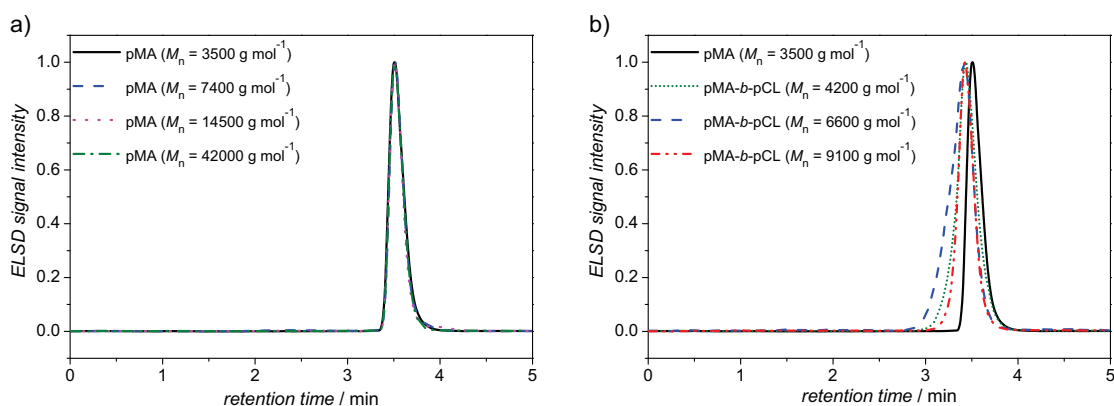 a)
pMA (Mn = 3500 g mol⁻¹)
pMA (Mn = 7400 g mol⁻¹)
pMA (Mn = 14500 g mol⁻¹)
pMA (Mn = 42000 g mol⁻¹)
ELSD signal intensity
1.0
0.8
0.6
0.4
0.2
0.0
0 1 2 3 4 5
retention time / min
b)
pMA (Mn = 3500 g mol⁻¹)
pMA-b-pCL (Mn = 4200 g mol⁻¹)
pMA-b-pCL (Mn = 6600 g mol⁻¹)
pMA-b-pCL (Mn = 9100 g mol⁻¹)
ELSD signal intensity
1.0
0.8
0.6
0.4
0.2
0.0
0 1 2 3 4 5
retention time / min